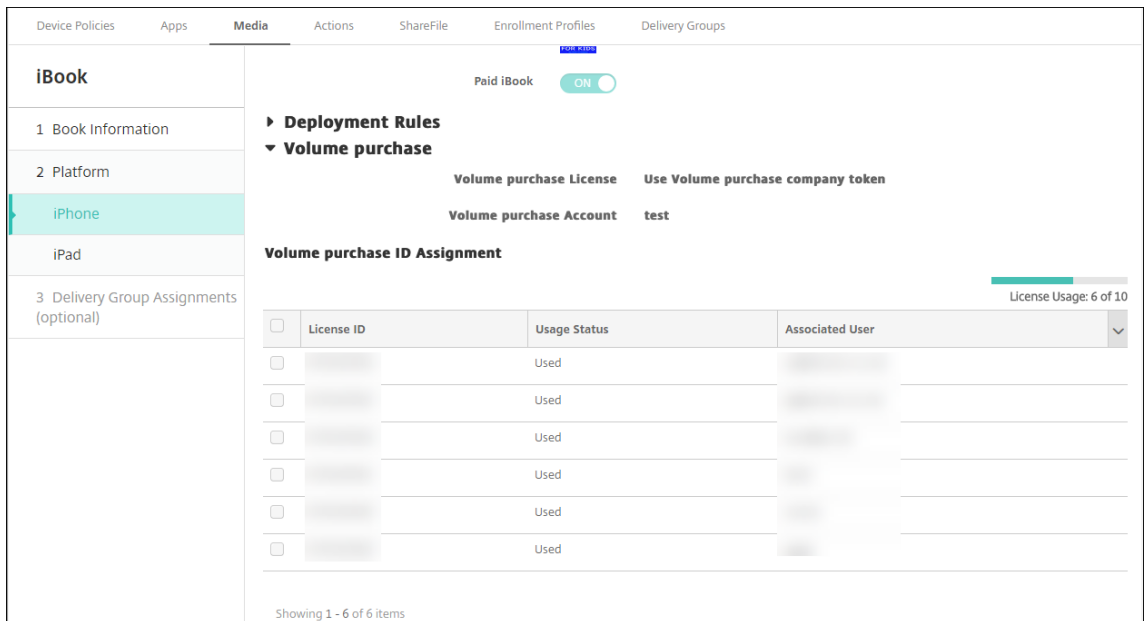 Device Policies Apps Media Actions ShareFile Enrollment Profiles Delivery Groups
FOR KIDS
iBook
Paid iBook ON
1 Book Information
2 Platform
iPhone
iPad
3 Delivery Group Assignments
(optional)
Deployment Rules
Volume purchase
Volume purchase License Use Volume purchase company token
Volume purchase Account test
Volume purchase ID Assignment
License Usage: 6 of 10
License ID Usage Status Associated User
Used
Used
Used
Used
Used
Used
Showing 1 - 6 of 6 items